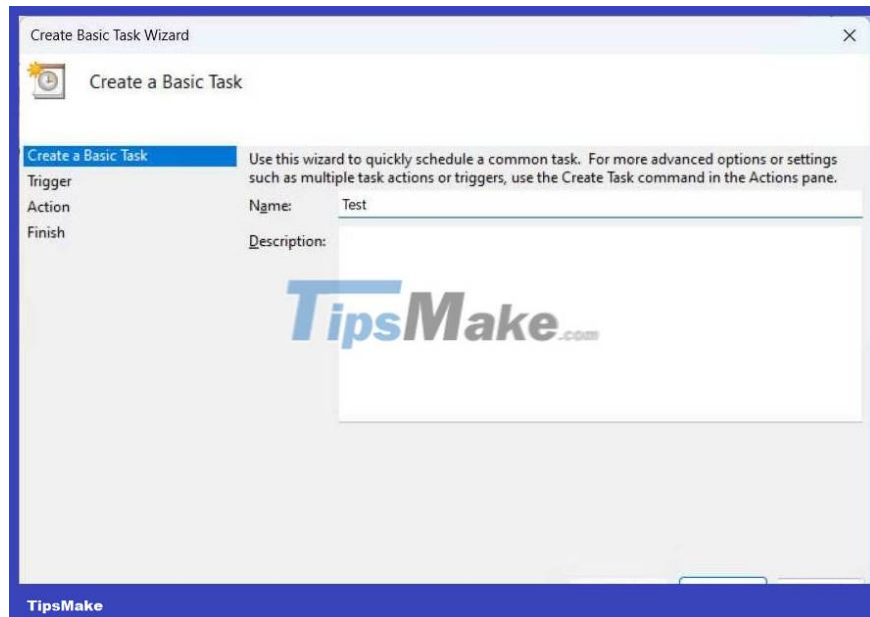 Create Basic Task Wizard
Create a Basic Task
Create a Basic Task
Trigger
Action
Finish
Use this wizard to quickly schedule a common task. For more advanced options or settings
such as multiple task actions or triggers, use the Create Task command in the Actions pane.
Name: Test
Description:
TipsMake.com
TipsMake